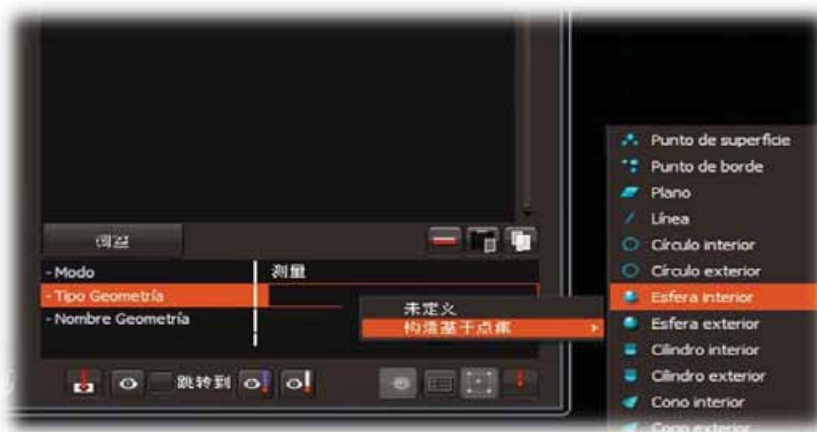 Punto de superficie
Punto de borde
Plano
Línea
Círculo interior
Círculo exterior
Esfera interior
Esfera exterior
Cilindro interior
Cilindro exterior
Cono interior
Cono exterior
- Modo 测量
- Tipo Geometría
- Nombre Geometría
未定义
构造基于点集
跳转到